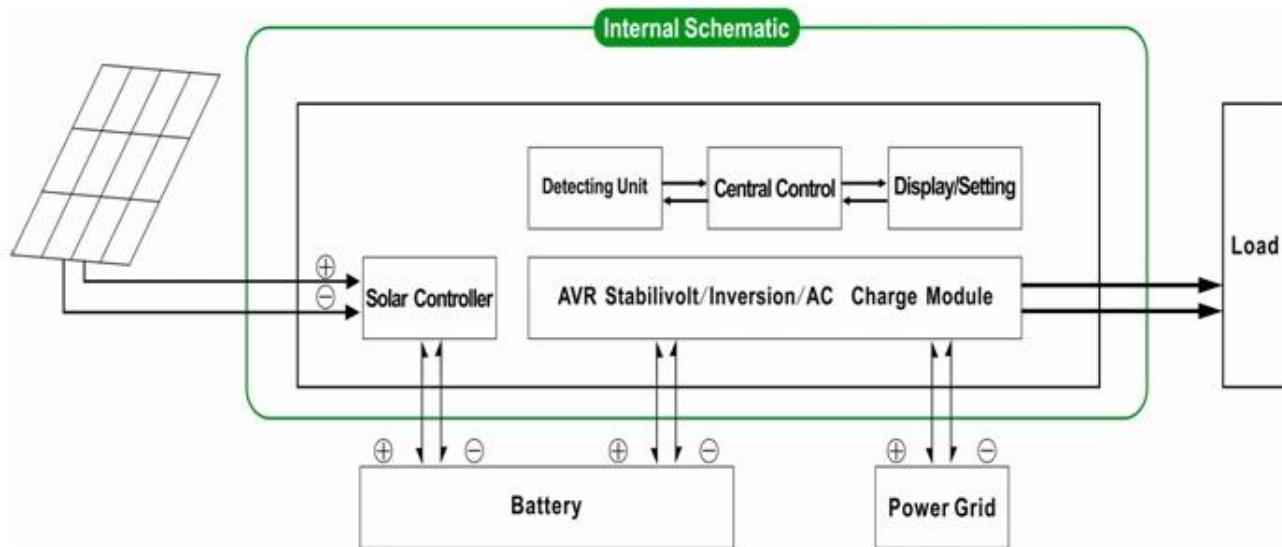 Internal Schematic
Detecting Unit
Central Control
Display/Setting
Load
⊕
⊖
Solar Controller
AVR Stabilivolt/Inversion/AC Charge Module
⊕ ⊖ ⊕ ⊖ ⊕ ⊖
Battery
Power Grid